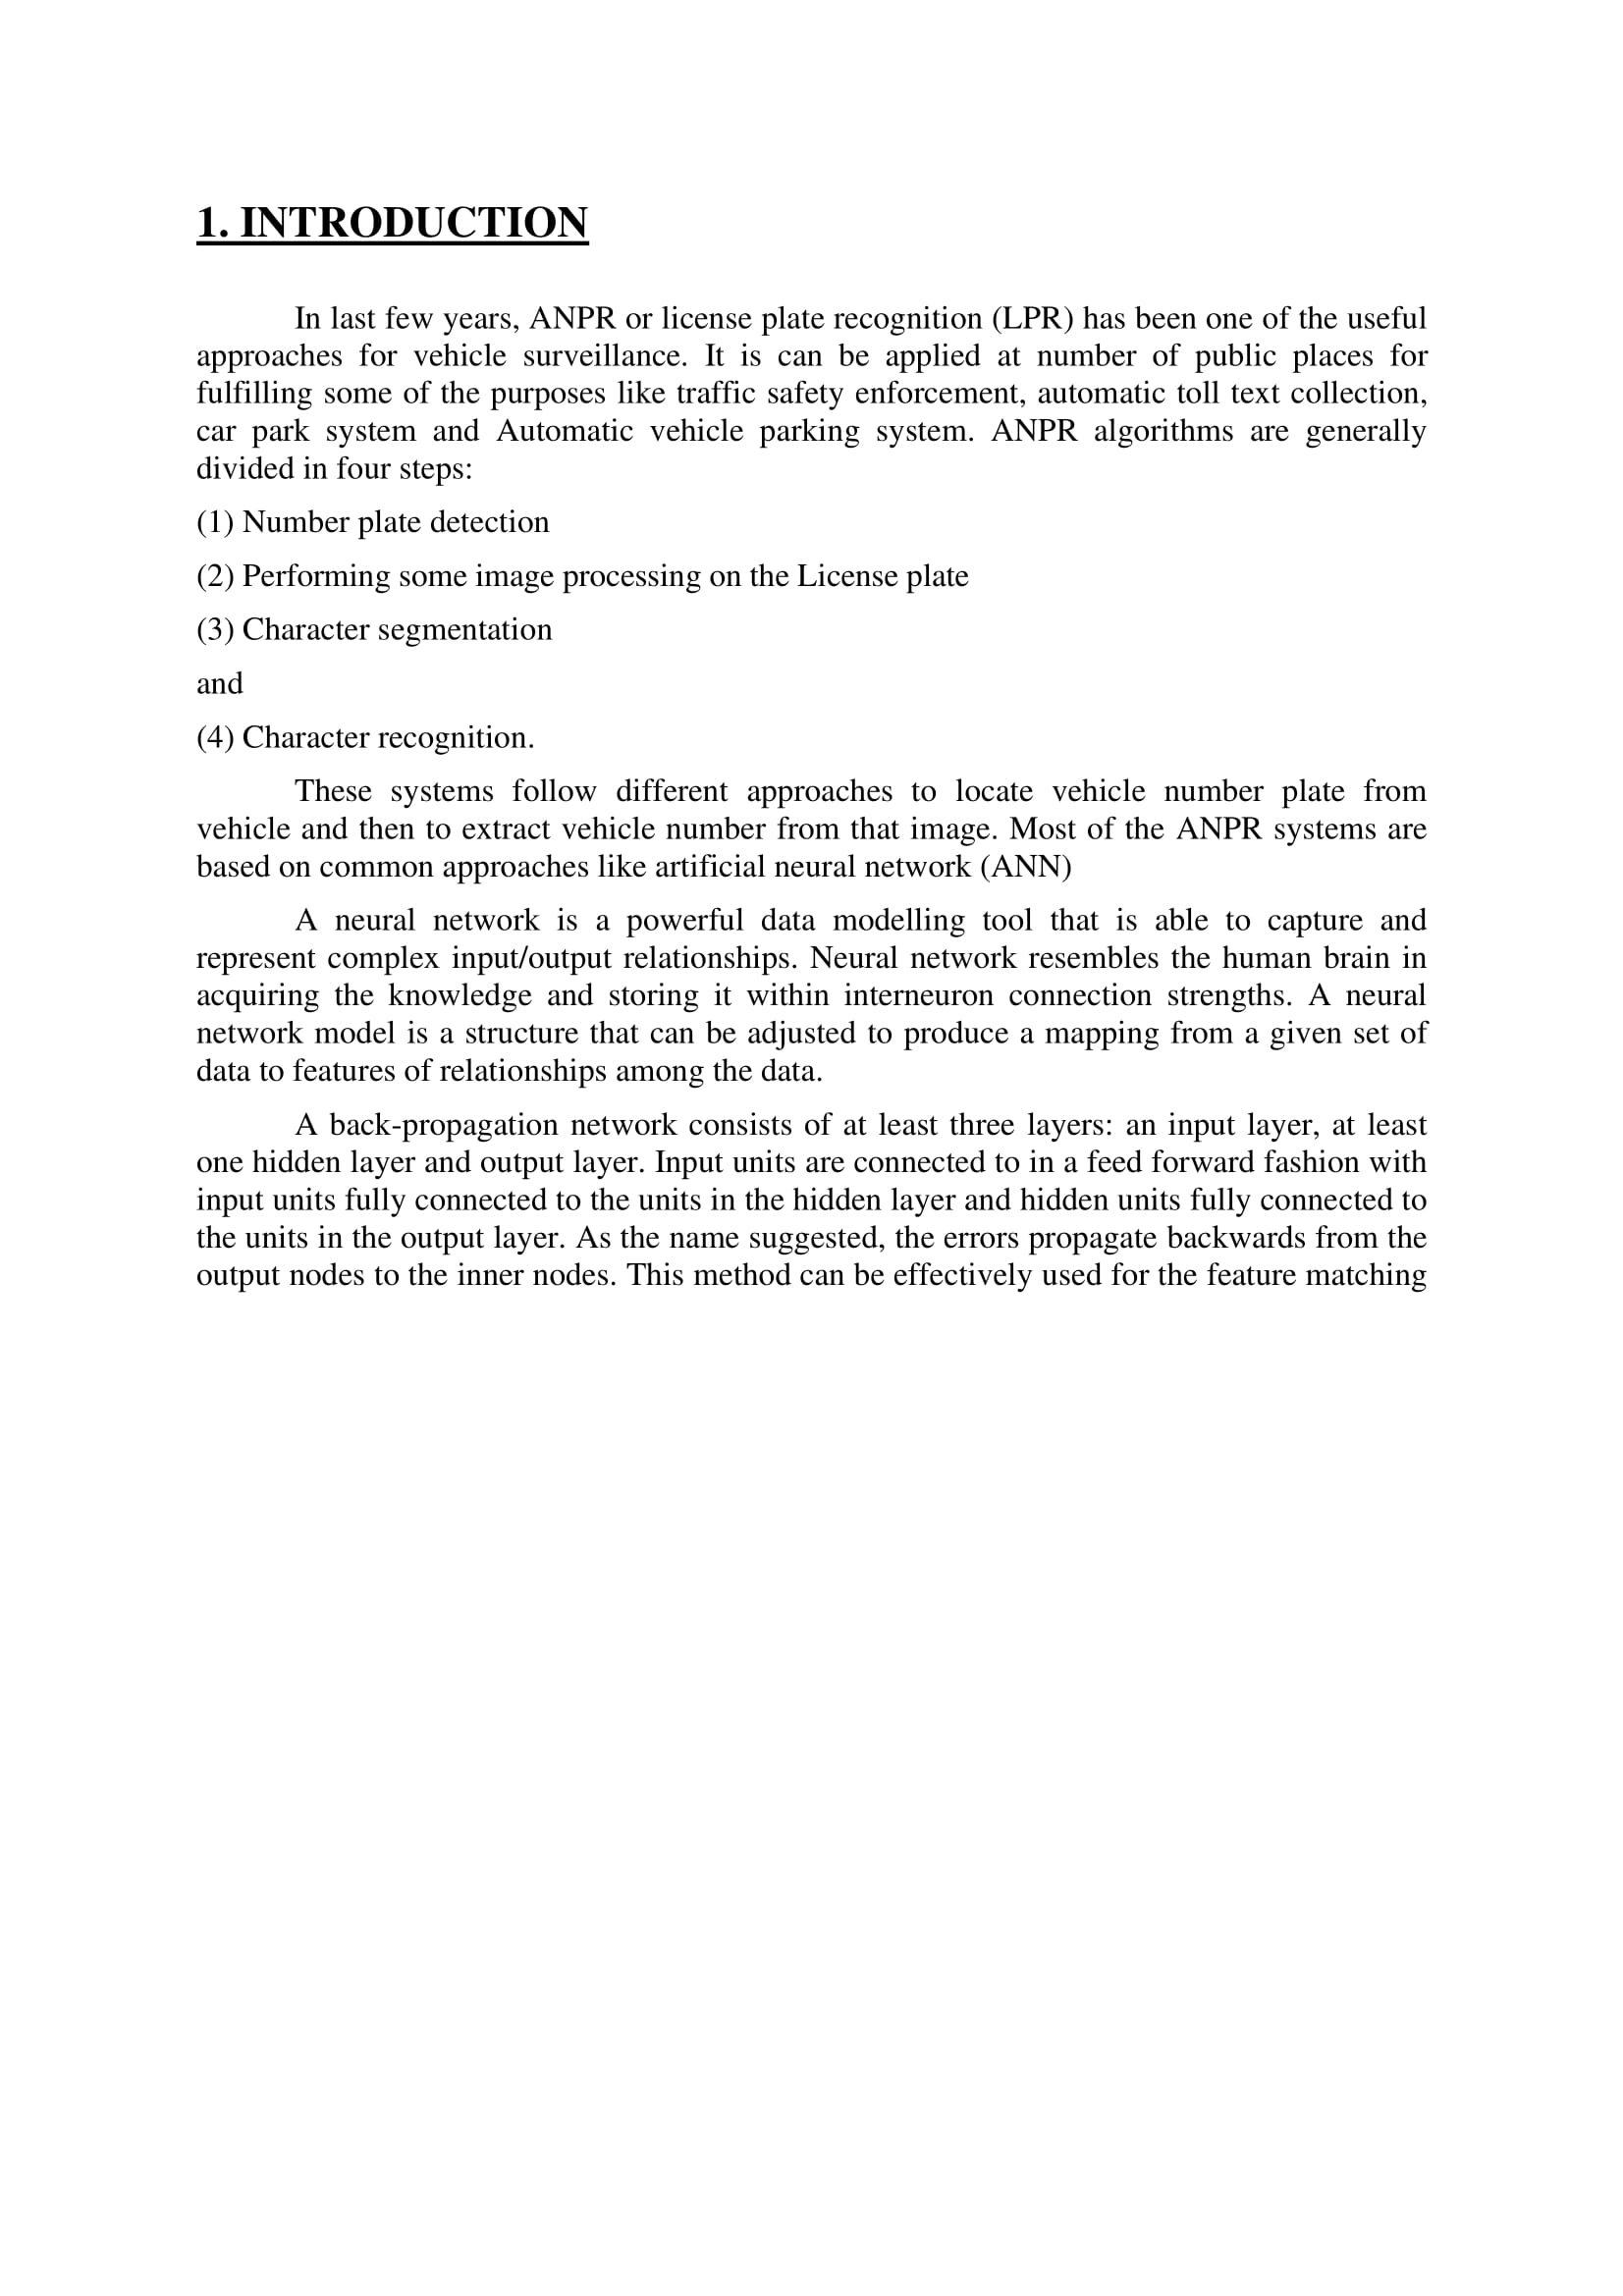 1. INTRODUCTION
In last few years, ANPR or license plate recognition (LPR) has been one of the useful
approaches for vehicle surveillance. It is can be applied at number of public places for
fulfilling some of the purposes like traffic safety enforcement, automatic toll text collection,
car park system and Automatic vehicle parking system. ANPR algorithms are generally
divided in four steps:
(1) Number plate detection
(2) Performing some image processing on the License plate
(3) Character segmentation
and
(4) Character recognition.
These systems follow different approaches to locate vehicle number plate from
vehicle and then to extract vehicle number from that image. Most of the ANPR systems are
based on common approaches like artificial neural network (ANN)
A neural network is a powerful data modelling tool that is able to capture and
represent complex input/output relationships. Neural network resembles the human brain in
acquiring the knowledge and storing it within interneuron connection strengths. A neural
network model is a structure that can be adjusted to produce a mapping from a given set of
data to features of relationships among the data.
A back-propagation network consists of at least three layers: an input layer, at least
one hidden layer and output layer. Input units are connected to in a feed forward fashion with
input units fully connected to the units in the hidden layer and hidden units fully connected to
the units in the output layer. As the name suggested, the errors propagate backwards from the
output nodes to the inner nodes. This method can be effectively used for the feature matching